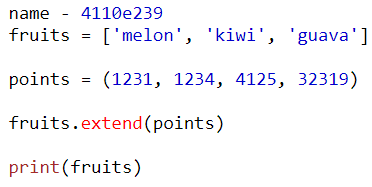 name - 4110e239
fruits = ['melon', 'kiwi', 'guava']
points = (1231, 1234, 4125, 32319)
fruits.extend(points)
print(fruits)